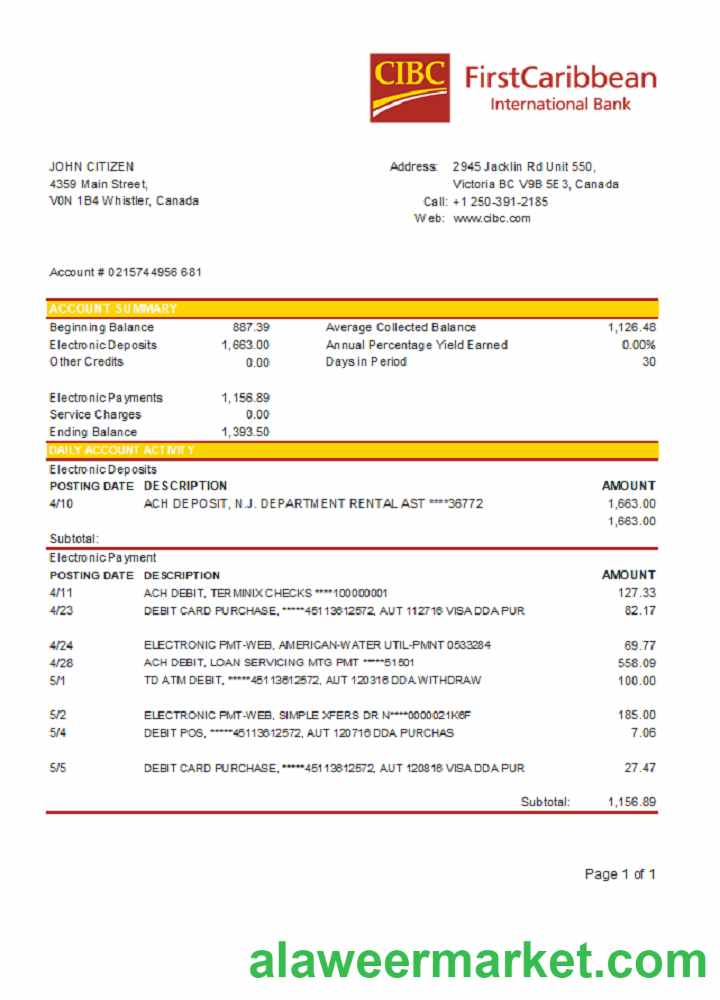 CIBC FirstCaribbean
International Bank
JOHN CITIZEN
4359 Main Street,
V0N 1B4 Whistler, Canada
Address: 2945 Jacklin Rd Unit 550,
Victoria BC V9B 5E3, Canada
Call: +1 250-391-2185
Web: www.cibc.com
Account # 0215744956 681
ACCOUNT SUMMARY
Beginning Balance 887.39 Average Collected Balance 1,126.48
Electronic Deposits 1,663.00 Annual Percentage Yield Earned 0.00%
Other Credits 0.00 Days in Period 30
Electronic Payments 1,156.89
Service Charges 0.00
Ending Balance 1,393.50
DAILY ACCOUNT ACTIVITY
Electronic Deposits
POSTING DATE DESCRIPTION AMOUNT
4/10 ACH DEPOSIT, N.J. DEPARTMENT RENTAL AST ****36772 1,663.00
1,663.00
Subtotal:
Electronic Payment
POSTING DATE DESCRIPTION AMOUNT
4/11 ACH DEBIT, TERMINIX CHECKS ****100000001 127.33
4/23 DEBIT CARD PURCHASE, *****45113612572, AUT 112716 VISA DDA PUR 82.17
4/24 ELECTRONIC PMT-WEB, AMERICAN-WATER UTIL-PMNT 0533284 69.77
4/28 ACH DEBIT, LOAN SERVICING MTG PMT *****61501 558.09
5/1 TD ATM DEBIT, *****45113612572, AUT 120316 DDA WITHDRAW 100.00
5/2 ELECTRONIC PMT-WEB, SIMPLE XFERS DR N****0000021K6F 185.00
5/4 DEBIT POS, *****45113612572, AUT 120716 DDA PURCHAS 7.06
5/5 DEBIT CARD PURCHASE, *****45113612572, AUT 120816 VISA DDA PUR 27.47
Subtotal: 1,156.89
Page 1 of 1
alaweermarket.com